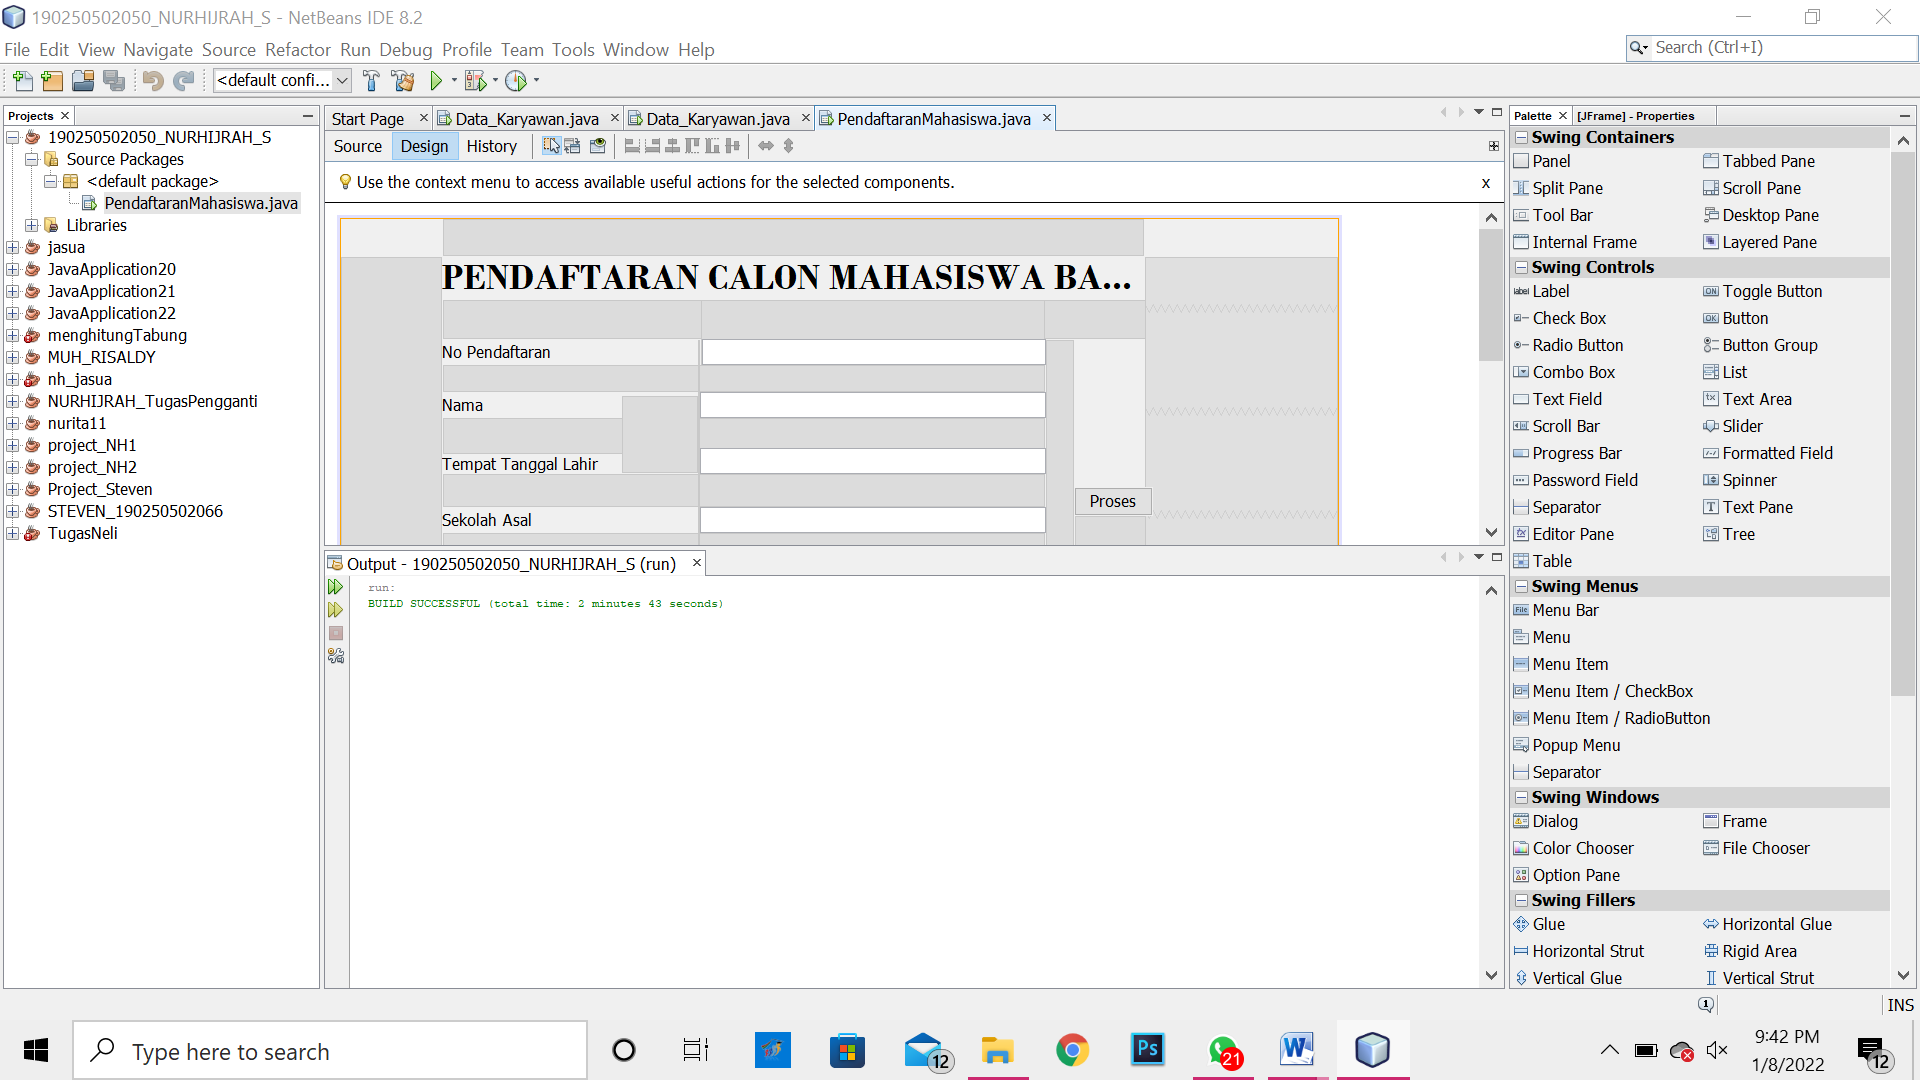 190250502050_NURHIJRAH_S - NetBeans IDE 8.2
File Edit View Navigate Source Refactor Run Debug Profile Team Tools Window Help
Search (Ctrl+I)
<default confi...
Projects
190250502050_NURHIJRAH_S
Source Packages
<default package>
PendaftaranMahasiswa.java
Libraries
jasua
JavaApplication20
JavaApplication21
JavaApplication22
menghitungTabung
MUH_RISALDY
nh_jasua
NURHIJRAH_TugasPengganti
nurita11
project_NH1
project_NH2
Project_Steven
STEVEN_190250502066
TugasNeli
Start Page Data_Karyawan.java Data_Karyawan.java PendaftaranMahasiswa.java
Source Design History
Use the context menu to access available useful actions for the selected components. x
PENDAFTARAN CALON MAHASISWA BA...
No Pendaftaran
Nama
Tempat Tanggal Lahir
Proses
Sekolah Asal
Output - 190250502050_NURHIJRAH_S (run)
run:
BUILD SUCCESSFUL (total time: 2 minutes 43 seconds)
Palette [JFrame] - Properties
Swing Containers
Panel Tabbed Pane
Split Pane Scroll Pane
Tool Bar Desktop Pane
Internal Frame Layered Pane
Swing Controls
label Label ON Toggle Button
Check Box OK Button
Radio Button Button Group
Combo Box List
Text Field Text Area
Scroll Bar Slider
Progress Bar Formatted Field
Password Field Spinner
Separator Text Pane
Editor Pane Tree
Table
Swing Menus
File Menu Bar
Menu
Menu Item
Menu Item / CheckBox
Menu Item / RadioButton
Popup Menu
Separator
Swing Windows
Dialog Frame
Color Chooser File Chooser
Option Pane
Swing Fillers
Glue Horizontal Glue
Horizontal Strut Rigid Area
Vertical Glue Vertical Strut
1 INS
Type here to search
12
Ps
21
W
9:42 PM
1/8/2022
12